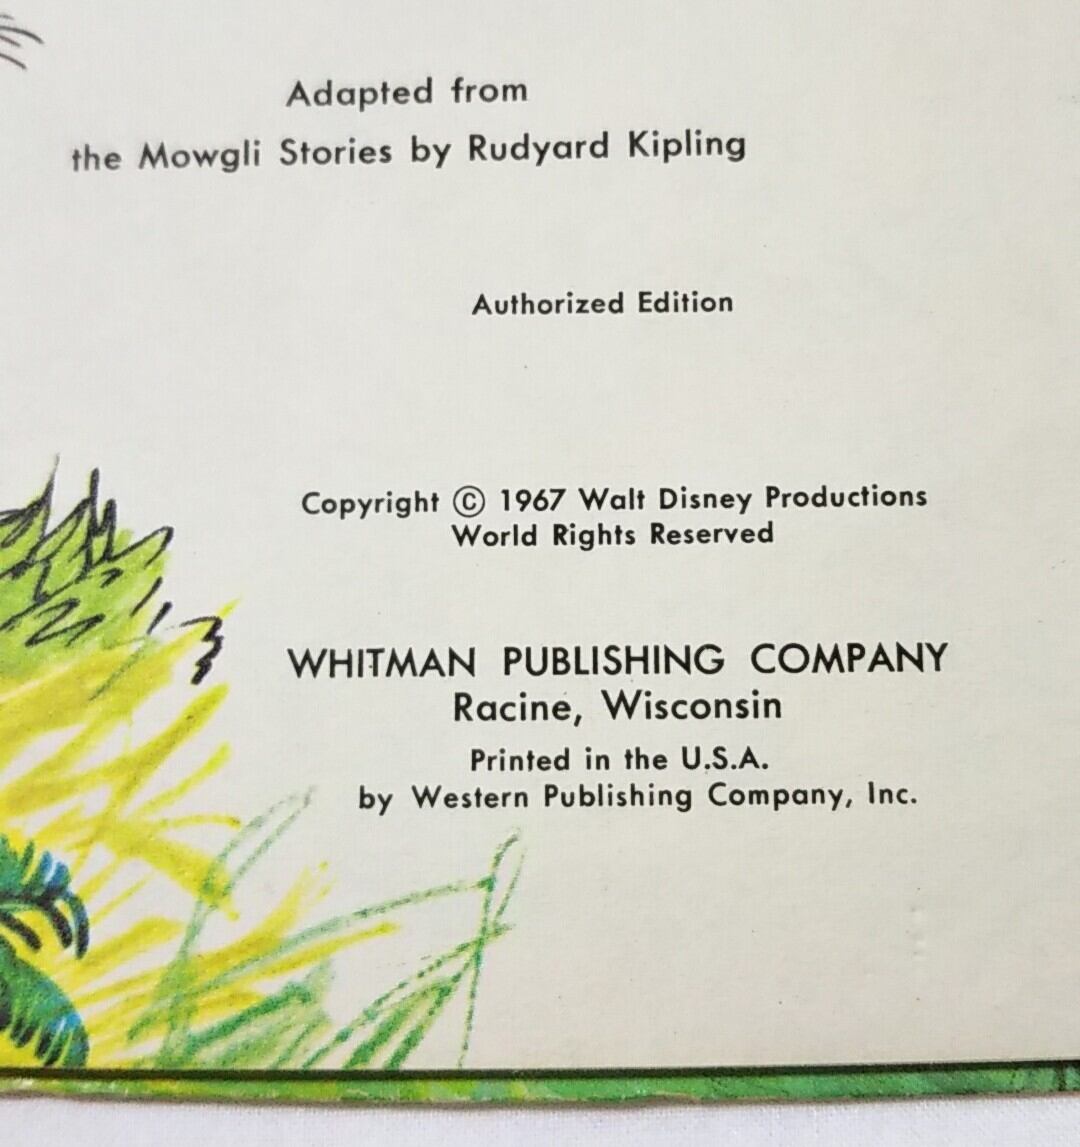 Adapted from
the Mowgli Stories by Rudyard Kipling
Authorized Edition
Copyright © 1967 Walt Disney Productions
World Rights Reserved
WHITMAN PUBLISHING COMPANY
Racine, Wisconsin
Printed in the U.S.A.
by Western Publishing Company, Inc.